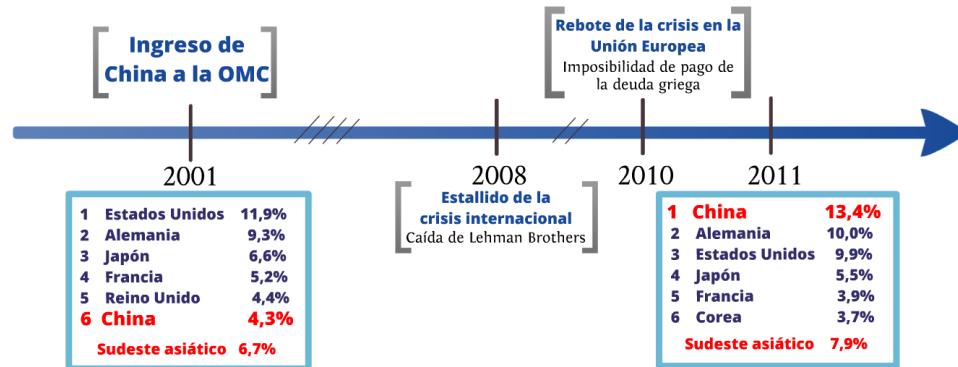 Ingreso de
China a la OMC
Rebote de la crisis en la
Unión Europea
Imposibilidad de pago de
la deuda griega
2001
2008
2010
2011
Estallido de la
crisis internacional
Caída de Lehman Brothers
1 Estados Unidos 11,9%
2 Alemania 9,3%
3 Japón 6,6%
4 Francia 5,2%
5 Reino Unido 4,4%
6 China 4,3%
Sudeste asiático 6,7%
1 China 13,4%
2 Alemania 10,0%
3 Estados Unidos 9,9%
4 Japón 5,5%
5 Francia 3,9%
6 Corea 3,7%
Sudeste asiático 7,9%